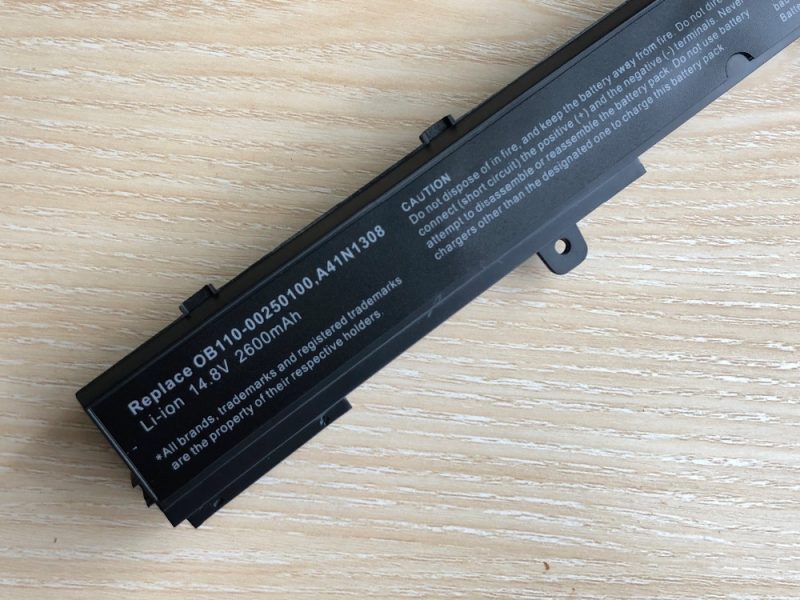 Replace OB110-00250100,A41N1308
Li-ion 14.8V 2600mAh
*All brands, trademarks and registered trademarks
are the property of their respective holders.
CAUTION
Do not dispose of in fire, and keep the battery away from fire. Do not
connect (short circuit) the positive (+) and the negative (-) terminals. Never
attempt to disassemble or reassemble the battery pack. Do not use battery
chargers other than the designated one to charge this battery pack